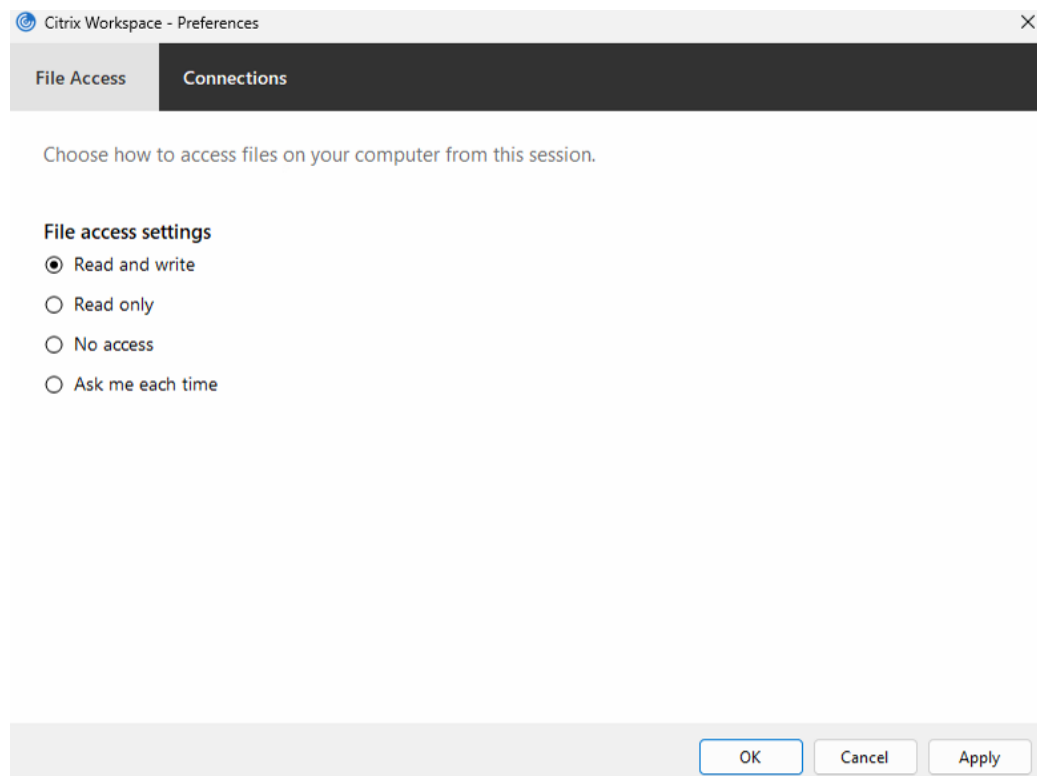 Citrix Workspace - Preferences
File Access Connections
Choose how to access files on your computer from this session.
File access settings
Read and write
Read only
No access
Ask me each time
OK Cancel Apply